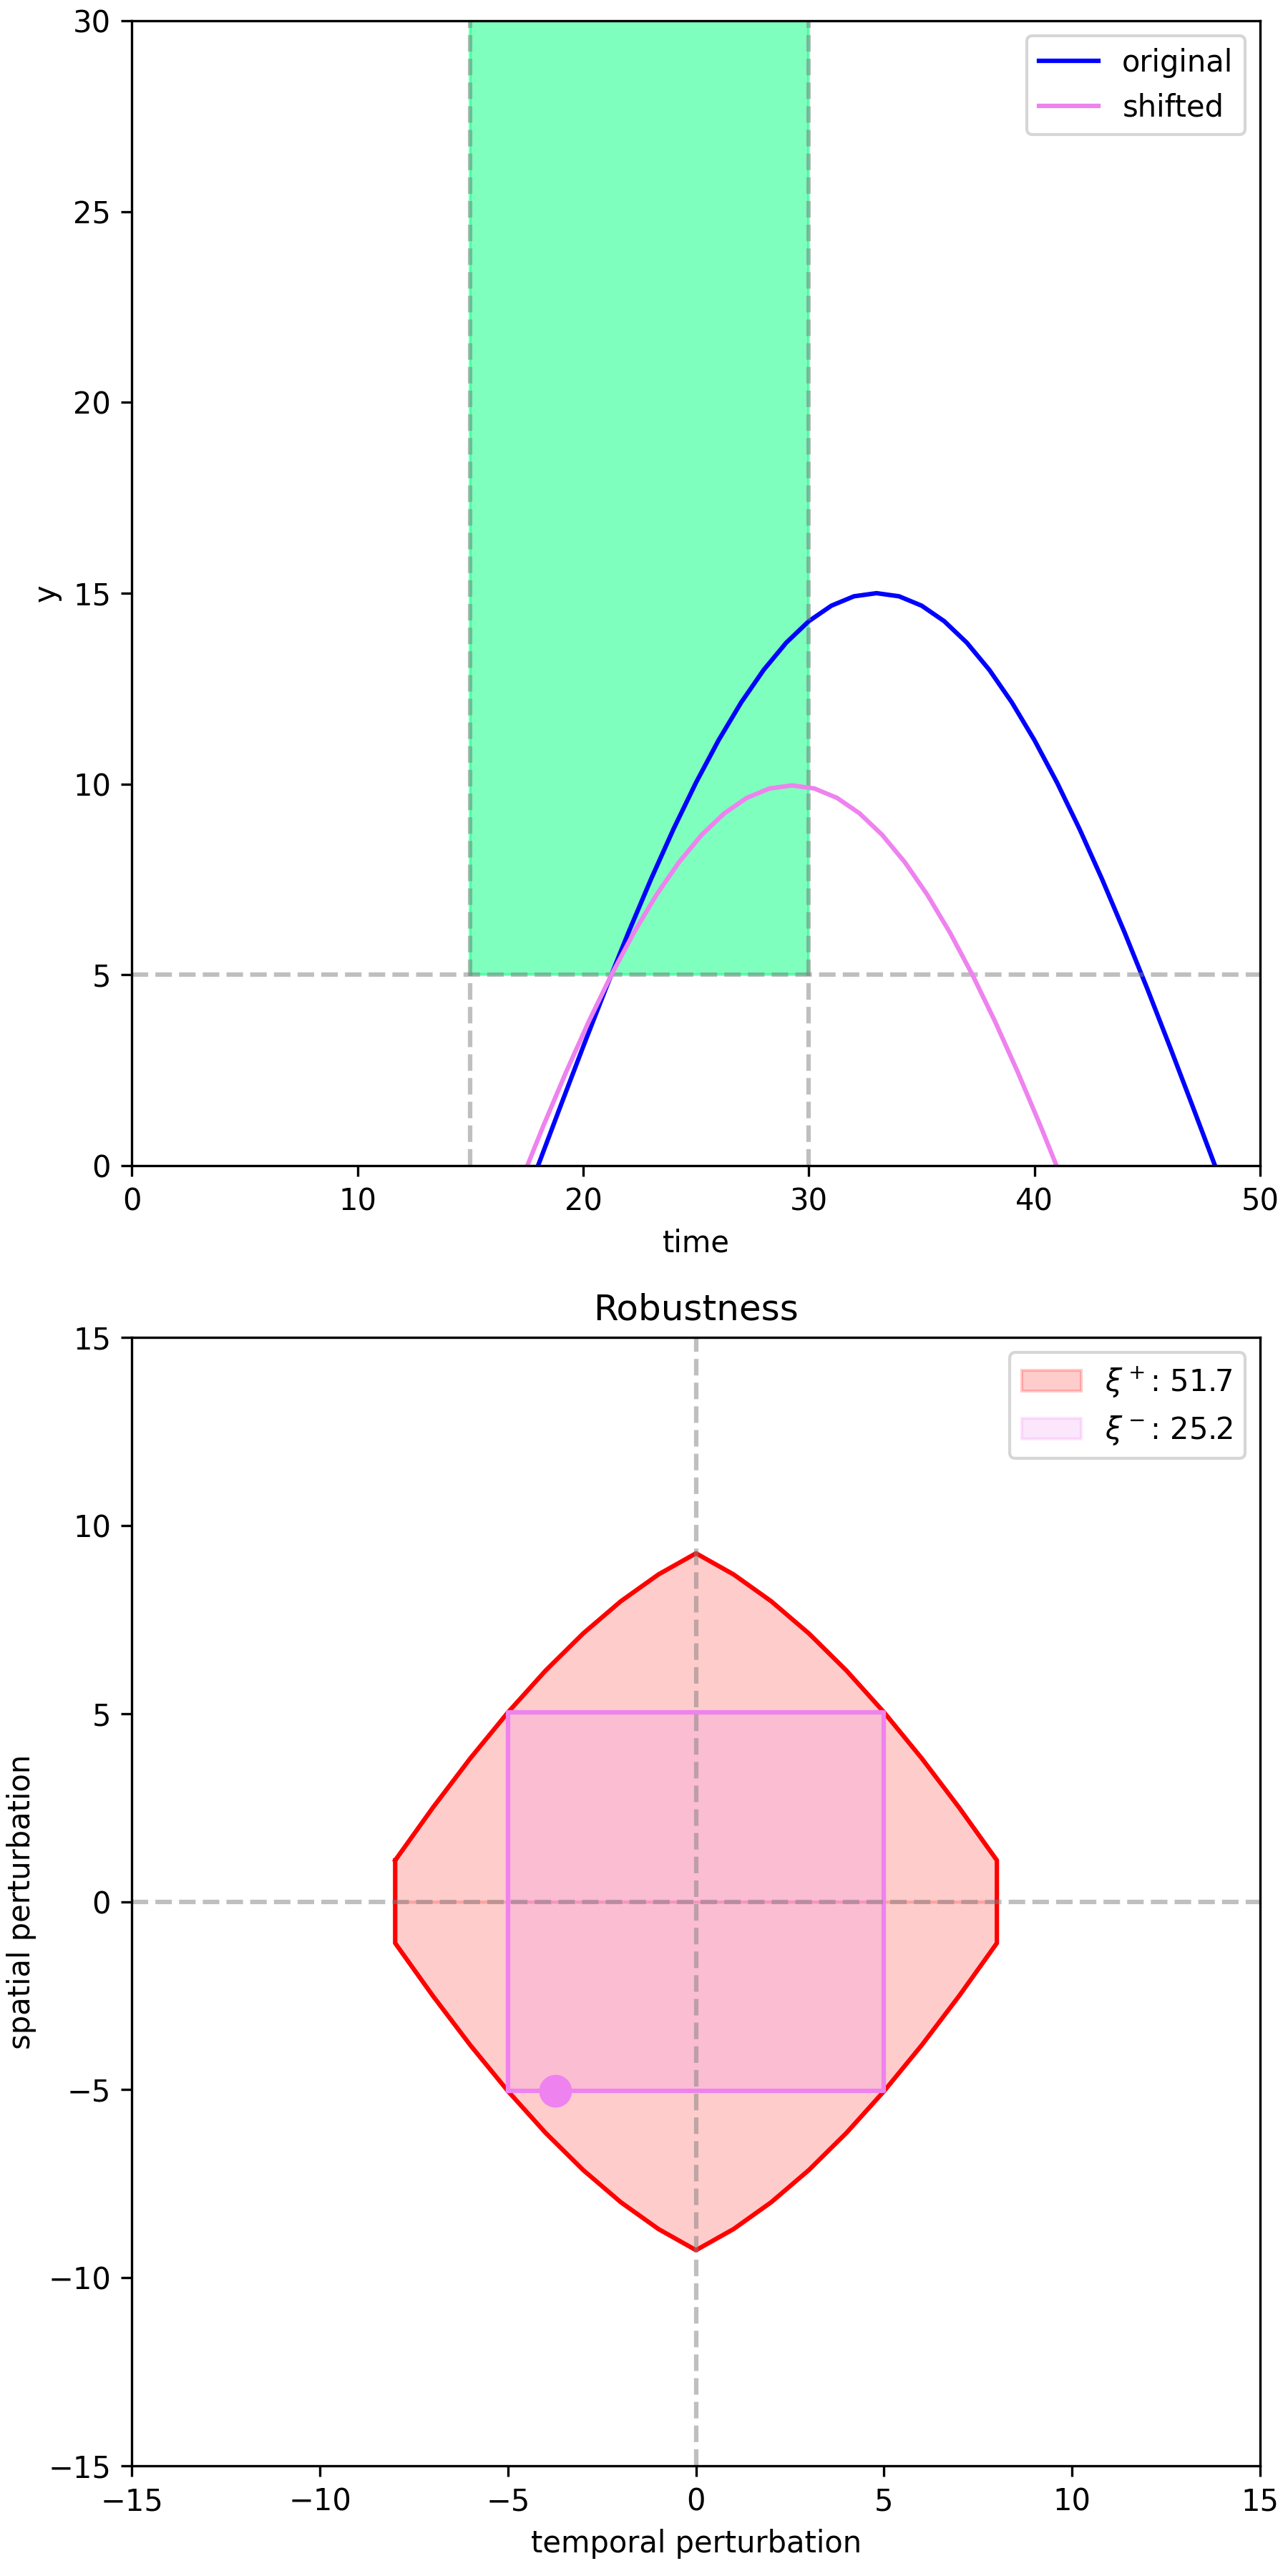 30
25
20
15
10
5
0
y
original
shifted
0 10 20 30 40 50
time
Robustness
15
10
5
0
−5
−10
−15
spatial perturbation
ξ⁺: 51.7
ξ⁻: 25.2
−15 −10 −5 0 5 10 15
temporal perturbation